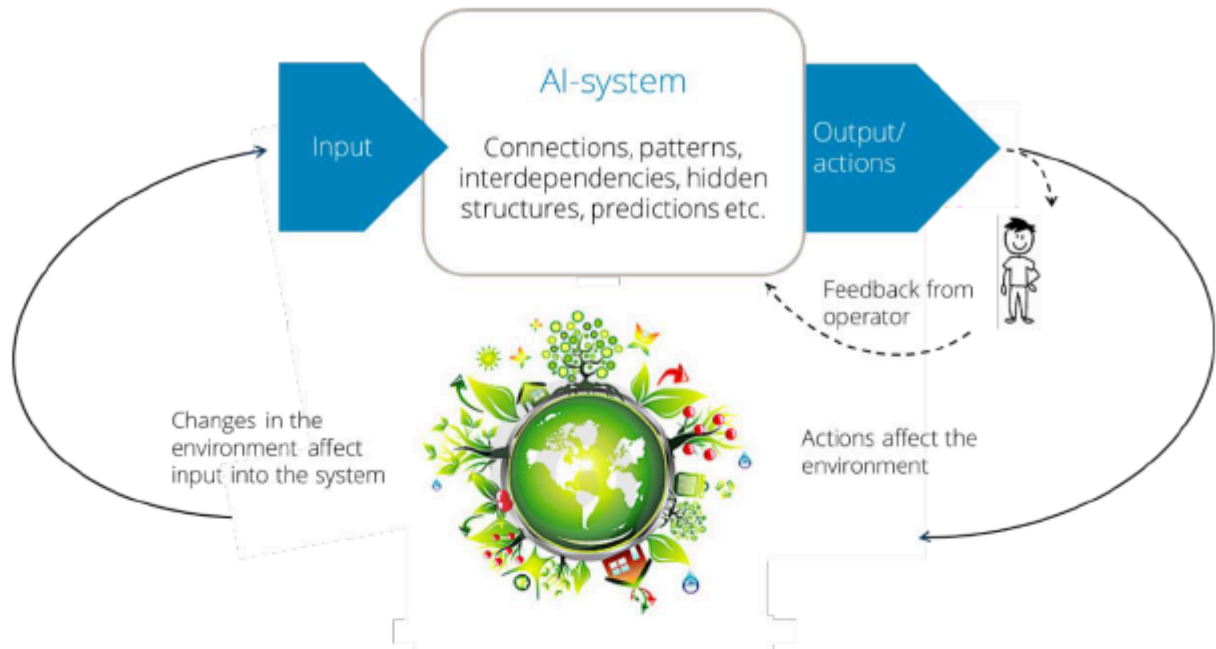 AI-system
Input
Connections, patterns,
interdependencies, hidden
structures, predictions etc.
Output/
actions
Feedback from
operator
Changes in the
environment affect
input into the system
Actions affect the
environment